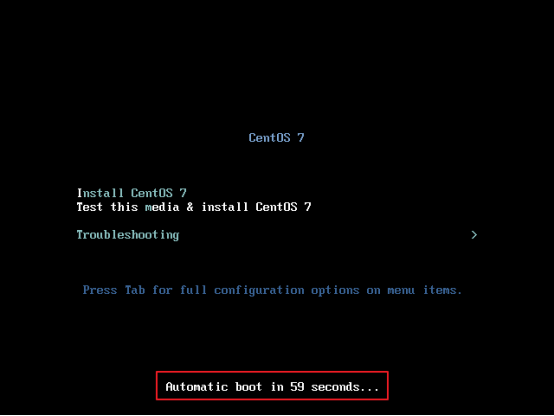 CentOS 7
Install CentOS 7
Test this media & install CentOS 7
Troubleshooting >
Press Tab for full configuration options on menu items.
Automatic boot in 59 seconds...